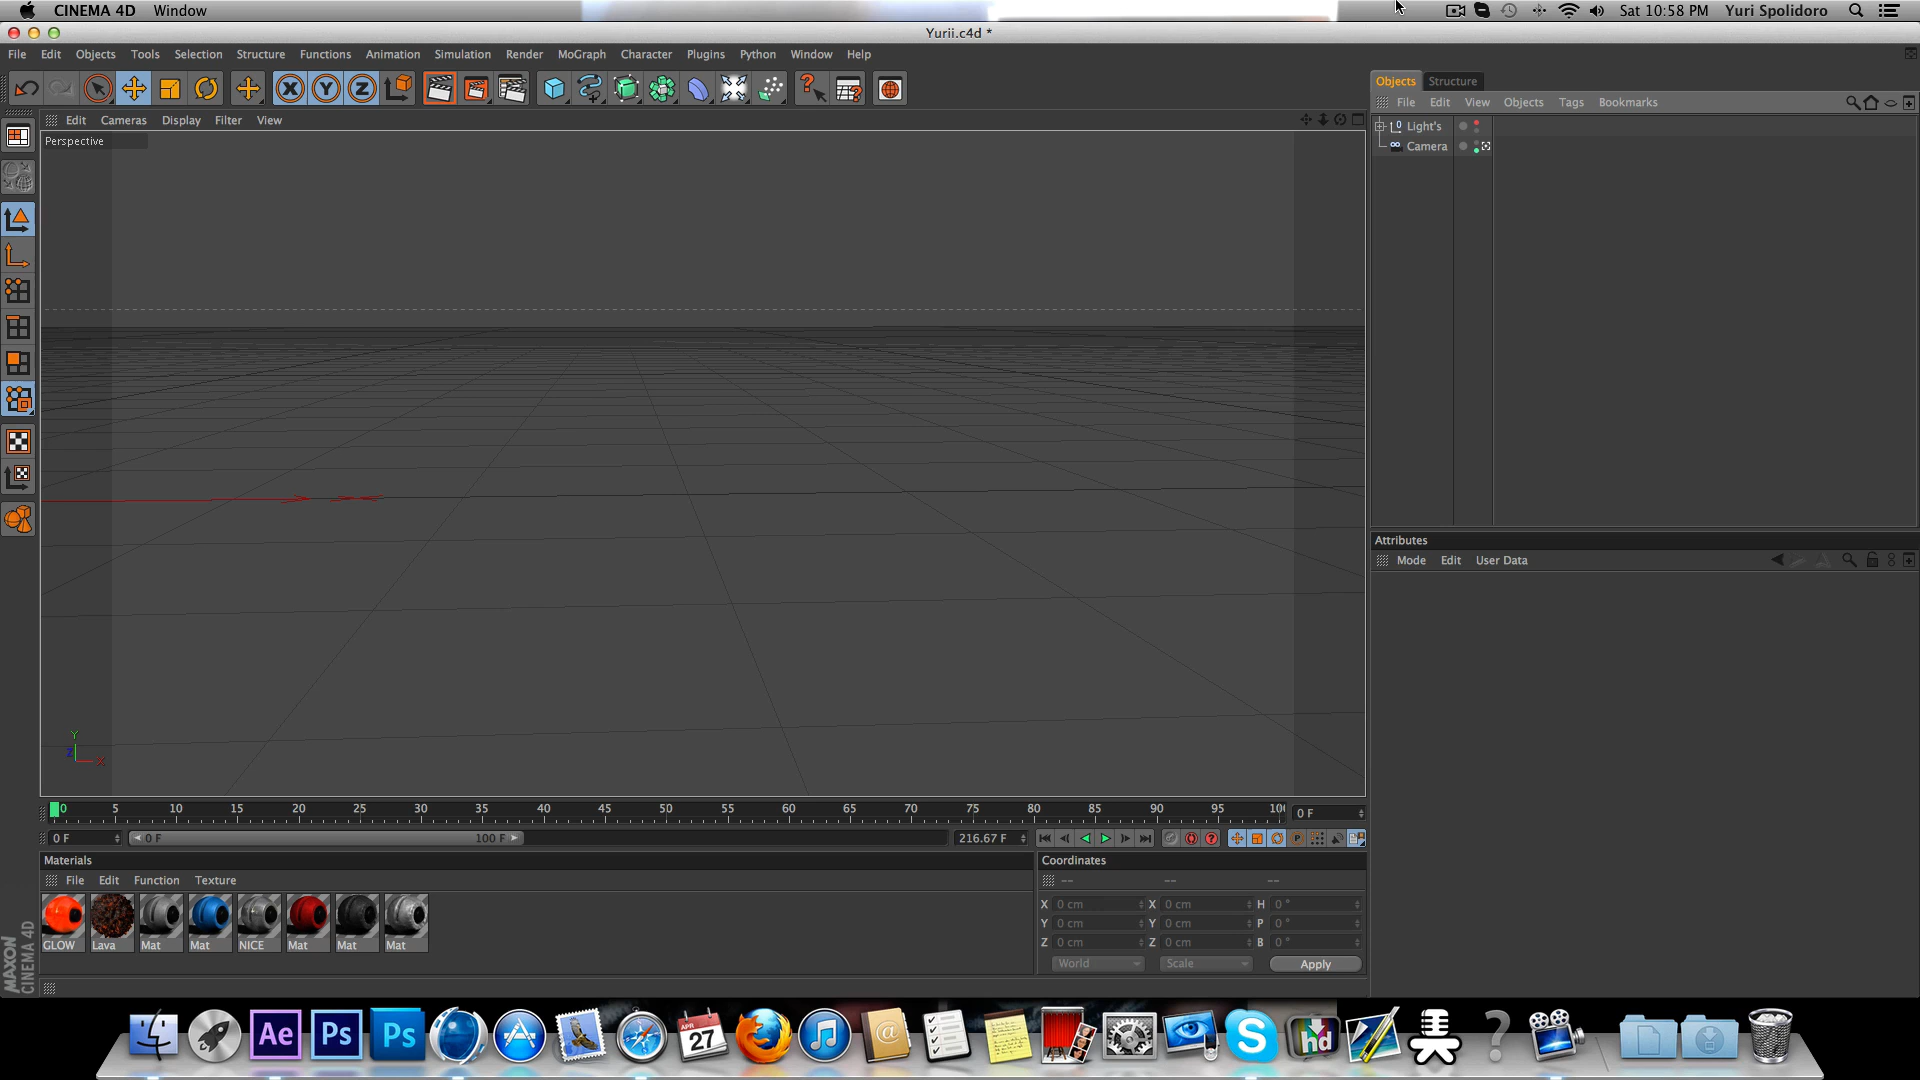 CINEMA 4D Window Sat 10:58 PM Yuri Spolidoro
Yurii.c4d *
File Edit Objects Tools Selection Structure Functions Animation Simulation Render MoGraph Character Plugins Python Window Help
X Y Z
Objects Structure
File Edit View Objects Tags Bookmarks
Edit Cameras Display Filter View
Perspective
Light's
Camera
Attributes
Mode Edit User Data
Y
Z
X
0 5 10 15 20 25 30 35 40 45 50 55 60 65 70 75 80 85 90 95 10 0 F
0 F 0 F 100 F 216.67 F
Materials
File Edit Function Texture
GLOW Lava Mat Mat NICE Mat Mat Mat
Coordinates
-- -- --
X 0 cm X 0 cm H 0 °
Y 0 cm Y 0 cm P 0 °
Z 0 cm Z 0 cm B 0 °
World Scale Apply
MAXON
CINEMA 4D
Ae Ps Ps APR 27 @ S hd ?